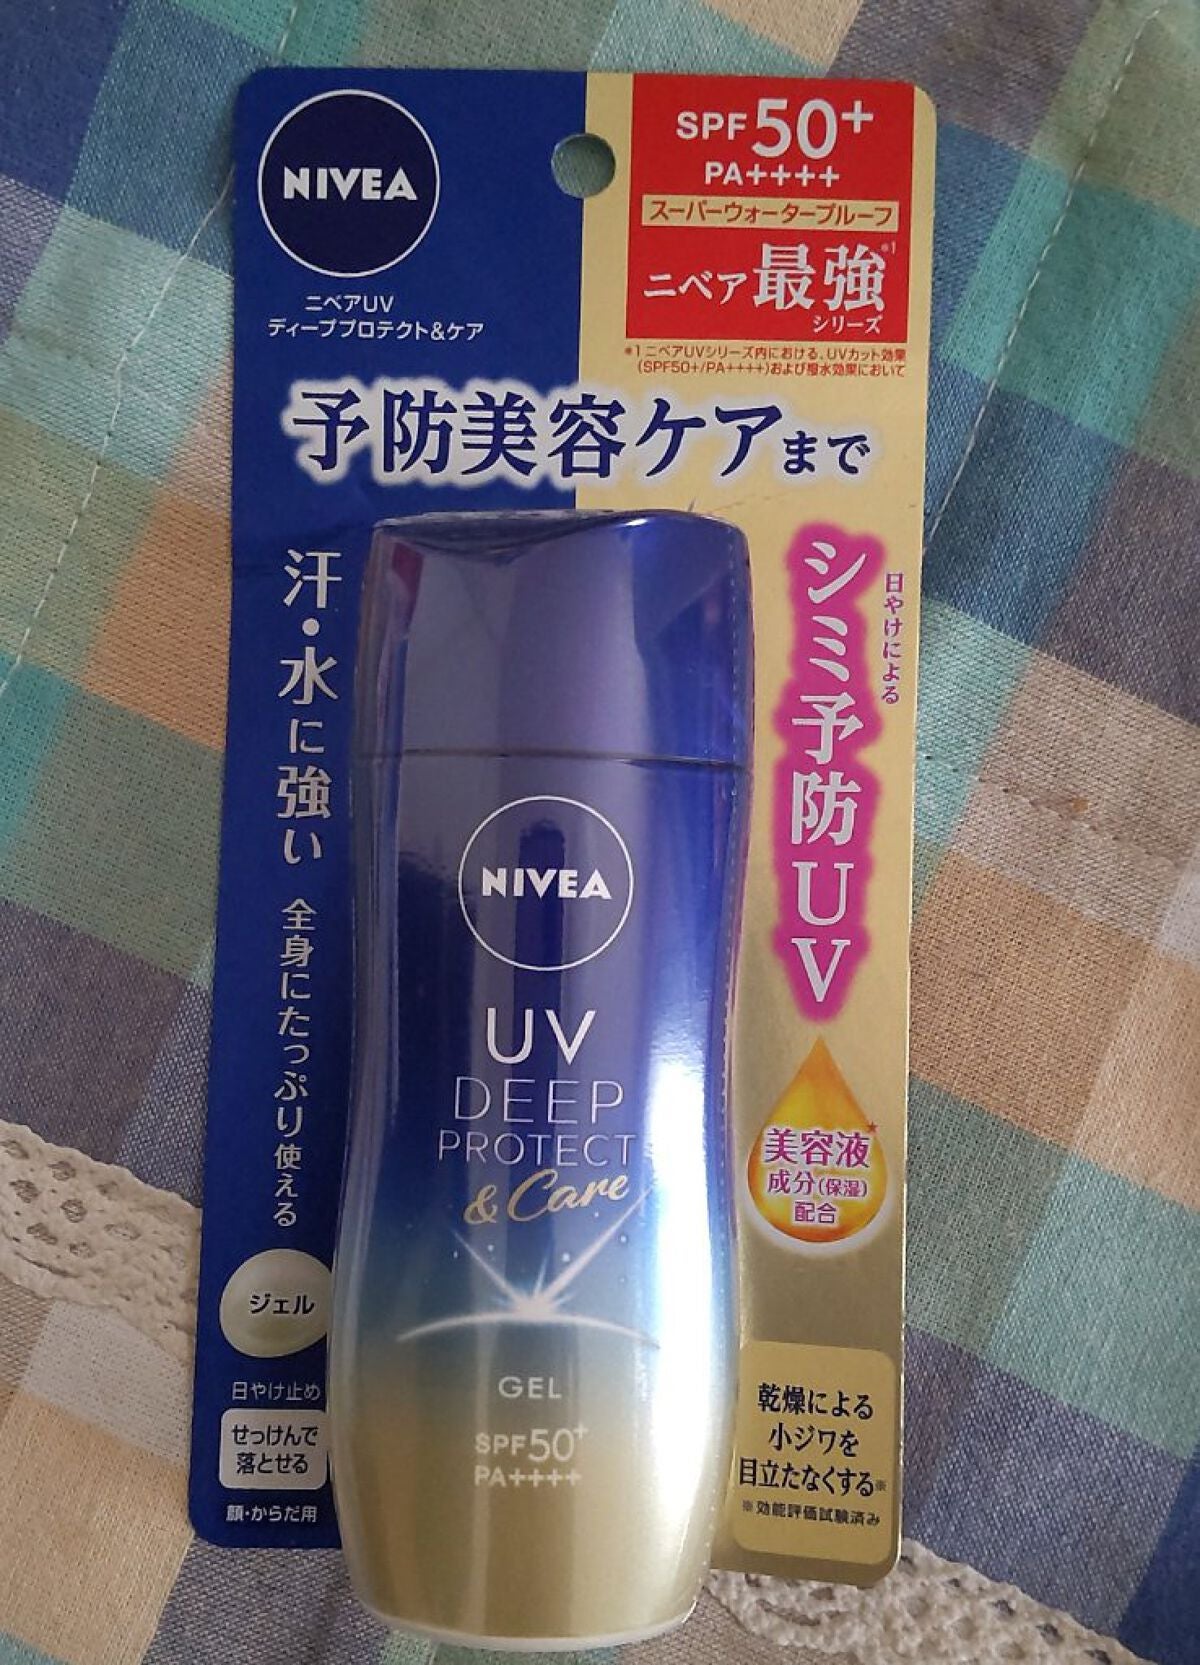 NIVEA
ニベアUV
ディーププロテクト&ケア
SPF50+
PA++++
スーパーウォータープルーフ
ニベア最強*1
シリーズ
*1 ニベアUVシリーズ内における、UVカット効果
(SPF50+/PA++++)および撥水効果において
予防美容ケアまで
汗・水に強い
全身にたっぷり使える
日やけによる
シミ予防UV
美容液*
成分(保湿)
配合
乾燥による
小ジワを
目立たなくする※
※効能評価試験済み
ジェル
日やけ止め
せっけんで
落とせる
顔・からだ用
NIVEA
UV
DEEP
PROTECT
& Care
GEL
SPF50+
PA++++